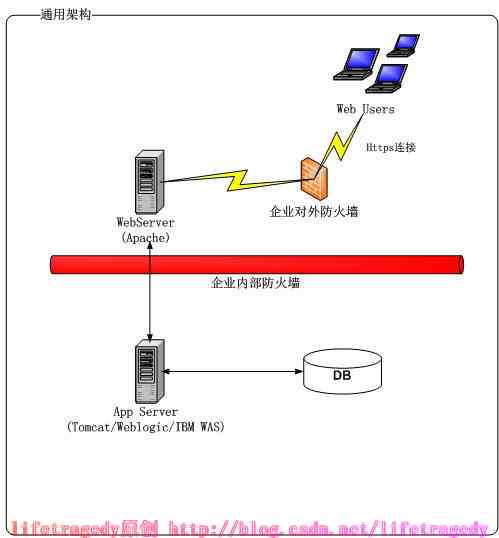 通用架构
Web Users
Https连接
企业对外防火墙
WebServer
(Apache)
企业内部防火墙
DB
App Server
(Tomcat/Weblogic/IBM WAS)
lifetragedy原创 http://blog.csdn.net/lifetragedy